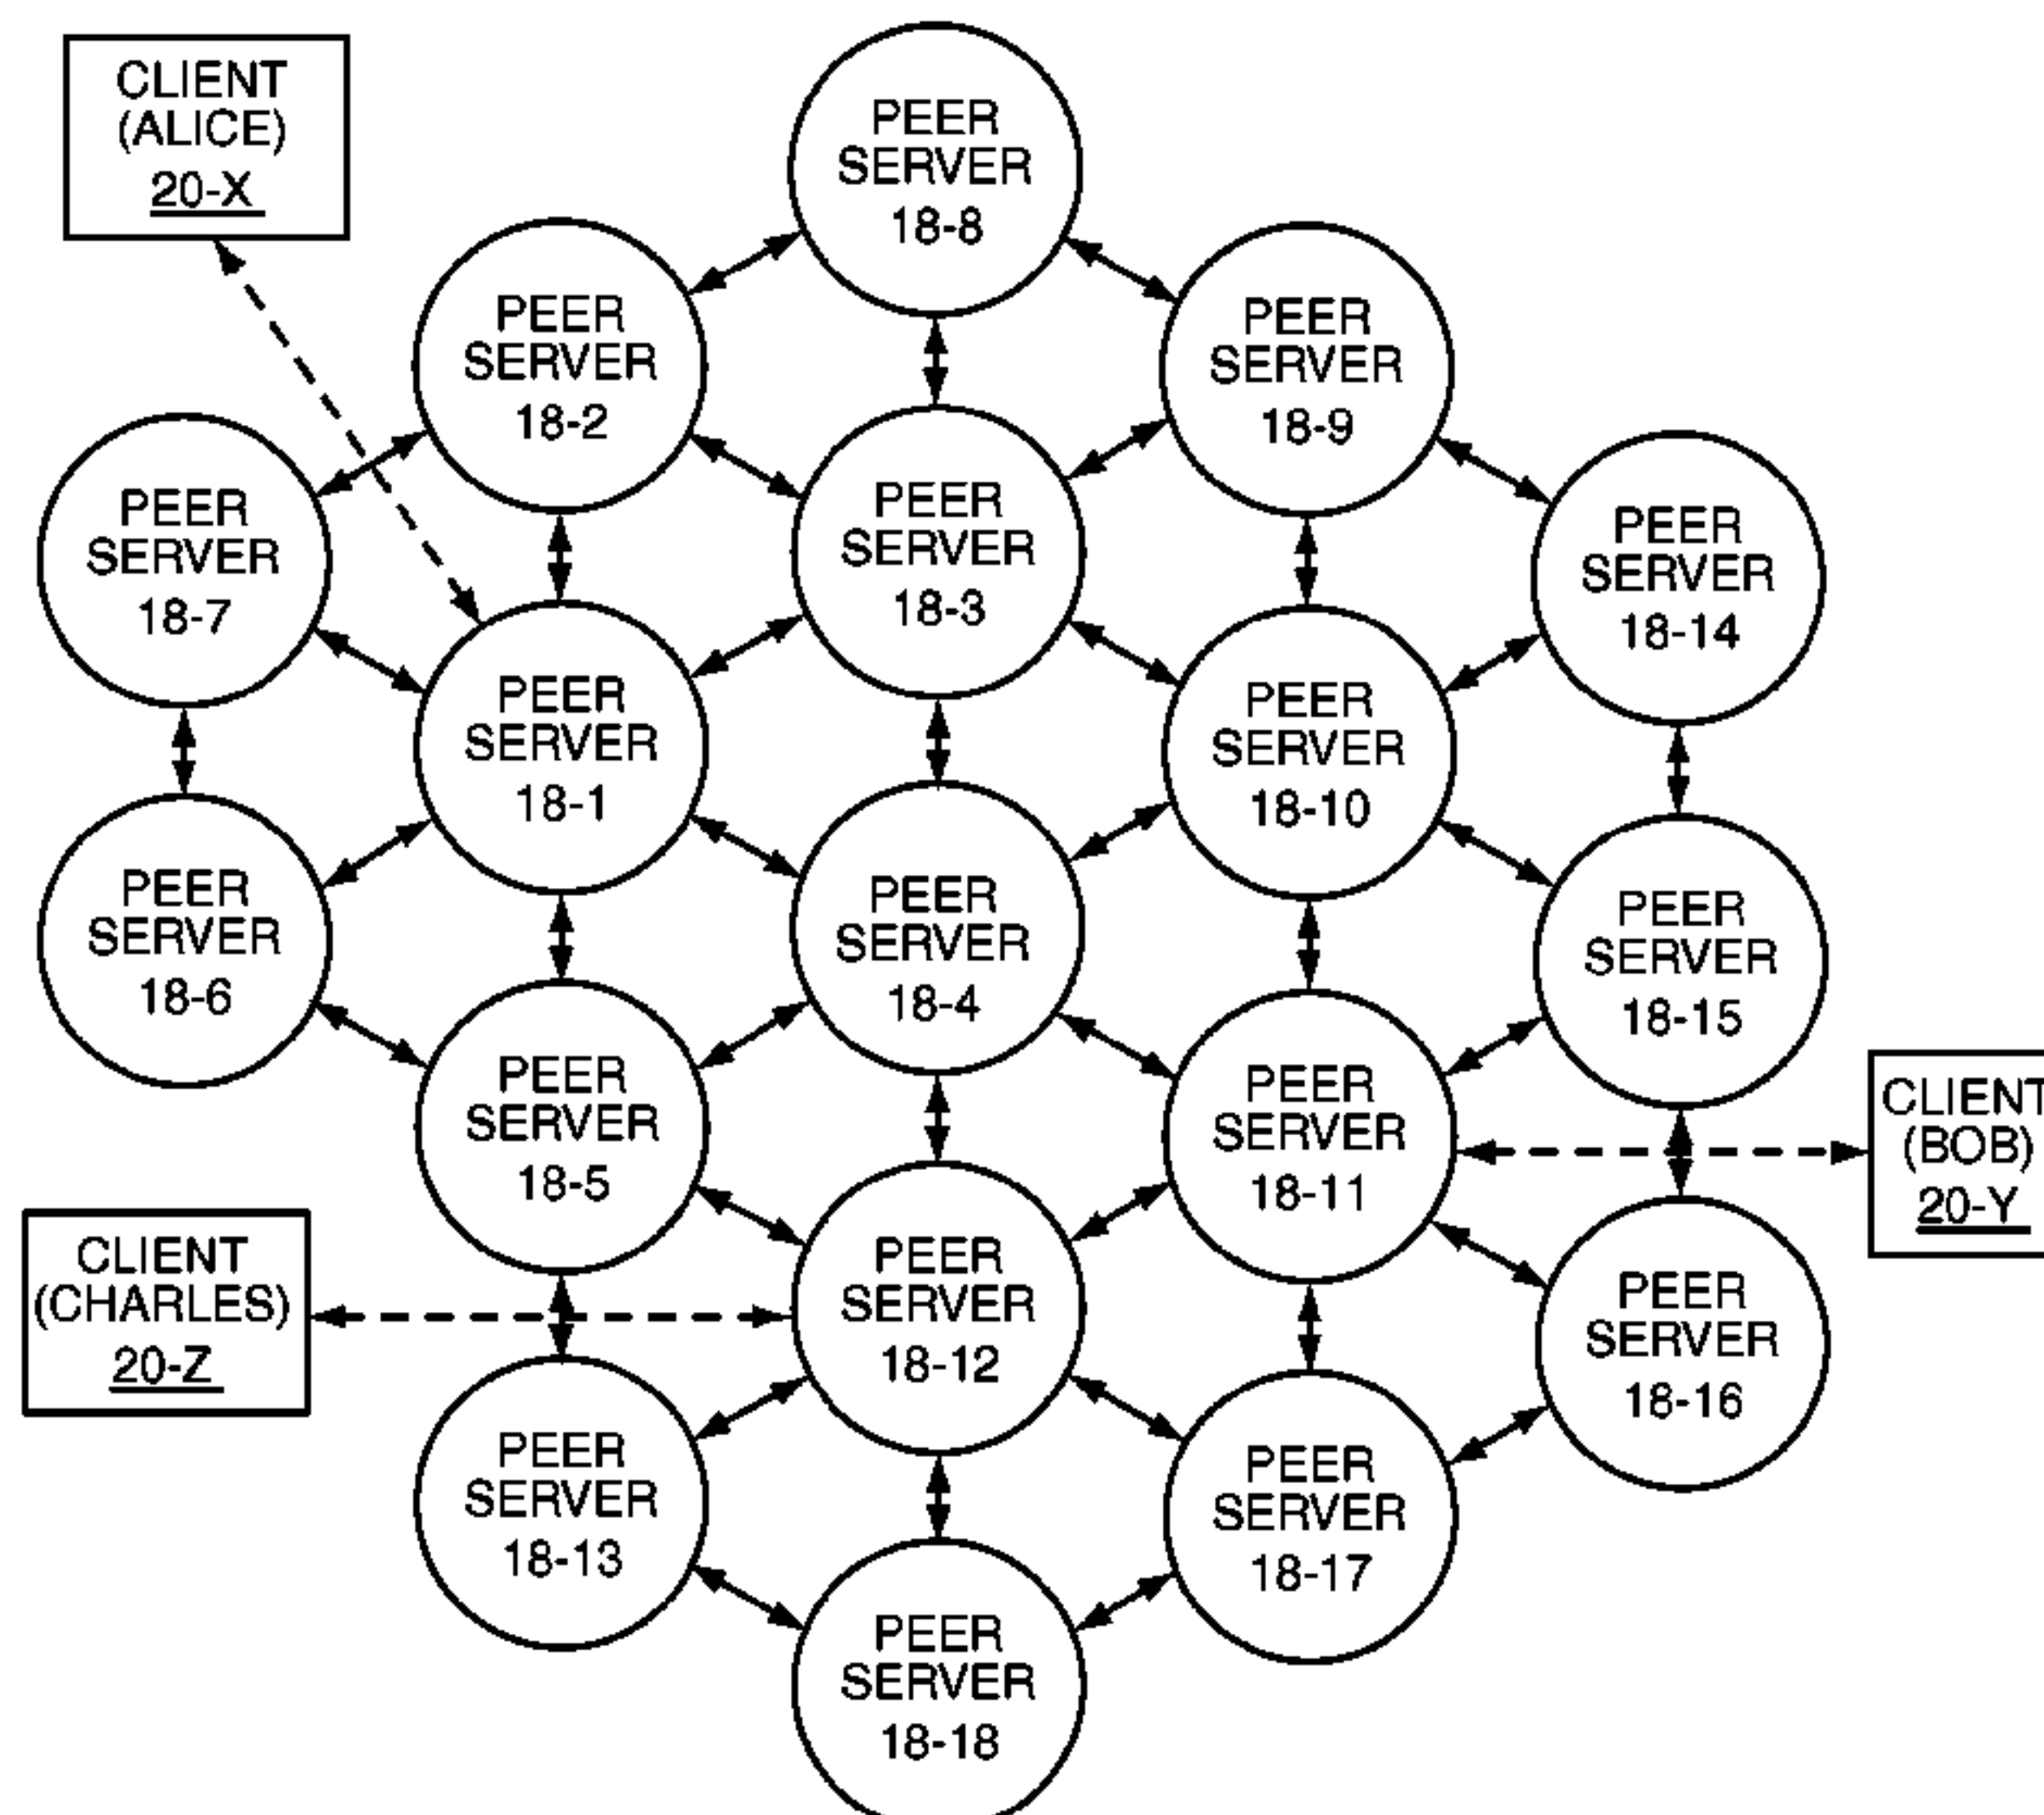 CLIENT
(ALICE)
20-X
PEER
SERVER
18-8
PEER
SERVER
18-2
PEER
SERVER
18-9
PEER
SERVER
18-7
PEER
SERVER
18-3
PEER
SERVER
18-14
PEER
SERVER
18-1
PEER
SERVER
18-10
PEER
SERVER
18-6
PEER
SERVER
18-4
PEER
SERVER
18-15
PEER
SERVER
18-5
PEER
SERVER
18-11
CLIENT
(BOB)
20-Y
CLIENT
(CHARLES)
20-Z
PEER
SERVER
18-12
PEER
SERVER
18-16
PEER
SERVER
18-13
PEER
SERVER
18-17
PEER
SERVER
18-18